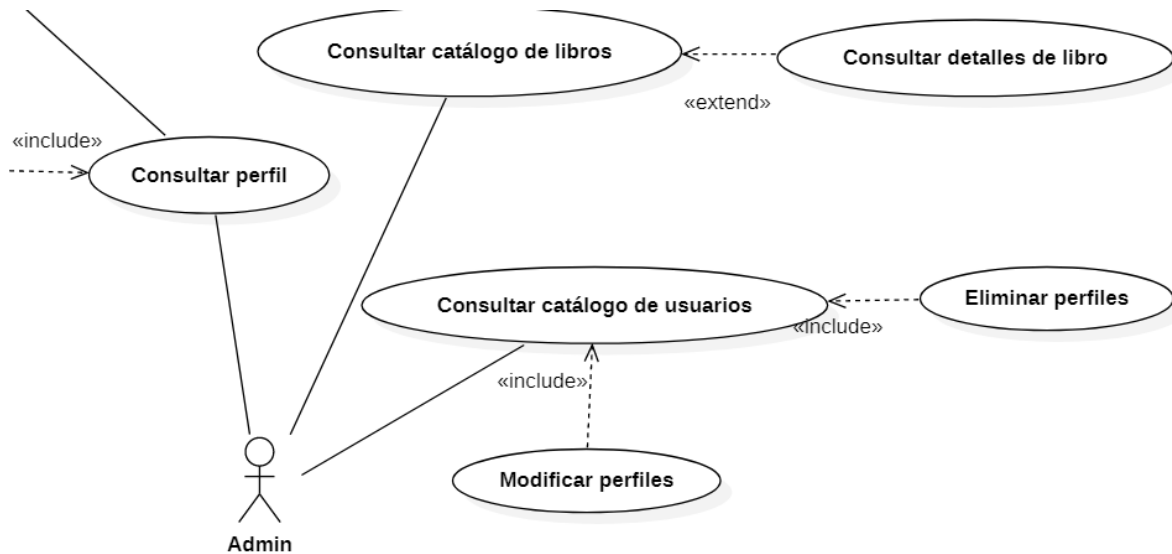 Consultar catálogo de libros
Consultar detalles de libro
«extend»
«include»
Consultar perfil
Consultar catálogo de usuarios
Eliminar perfiles
«include»
«include»
Modificar perfiles
Admin